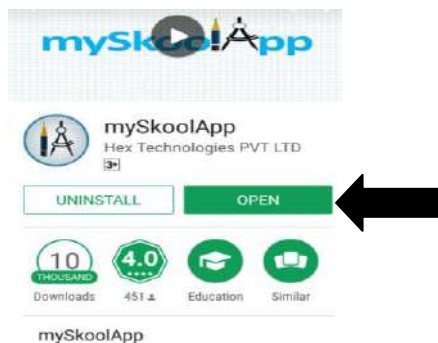 mySkoolApp
mySkoolApp
Hex Technologies PVT LTD
3+
UNINSTALL OPEN
10 4.0
THOUSAND
Downloads 451 Education Similar
mySkoolApp